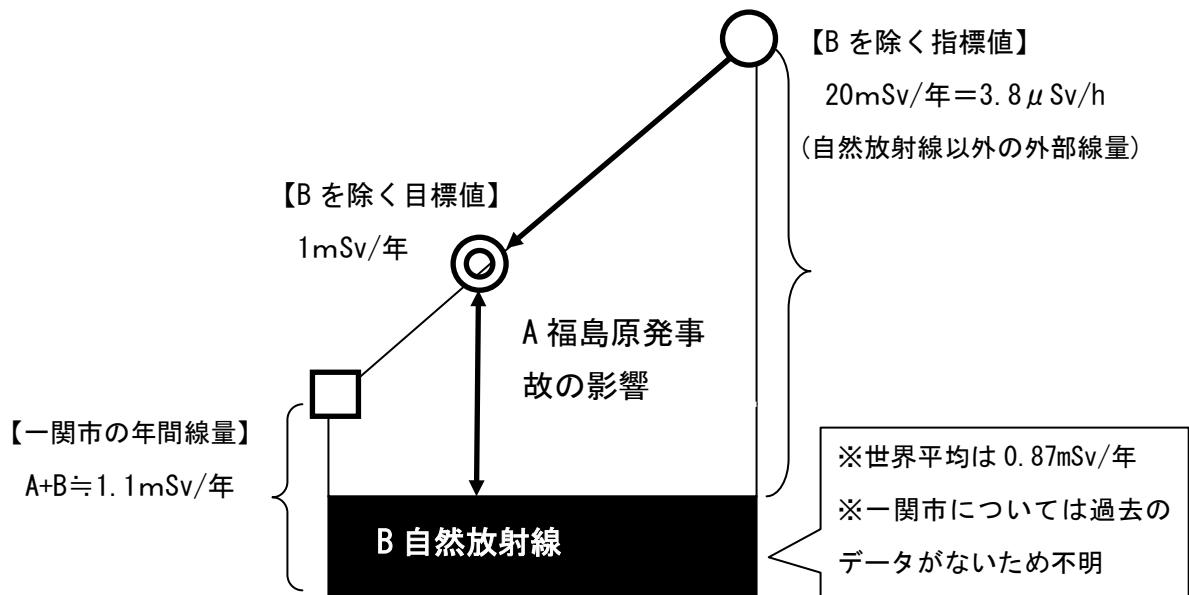 【Bを除く指標値】
20mSv/年=3.8μSv/h
(自然放射線以外の外部線量)
【Bを除く目標値】
1mSv/年
A福島原発事
故の影響
【一関市の年間線量】
A+B≒1.1mSv/年
B自然放射線
※世界平均は0.87mSv/年
※一関市については過去の
データがないため不明